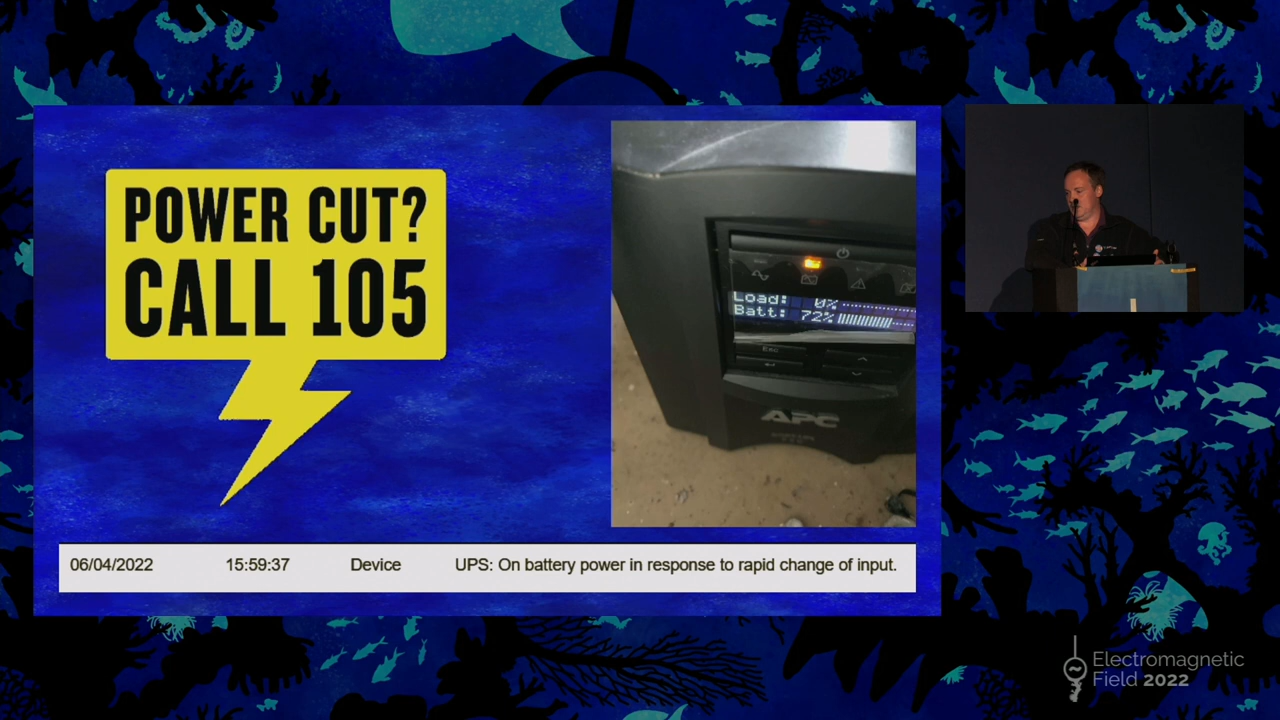 POWER CUT?
CALL 105
Load: 0%
Batt: 72%
ESC
APC
06/04/2022 15:59:37 Device UPS: On battery power in response to rapid change of input.
Electromagnetic
Field 2022